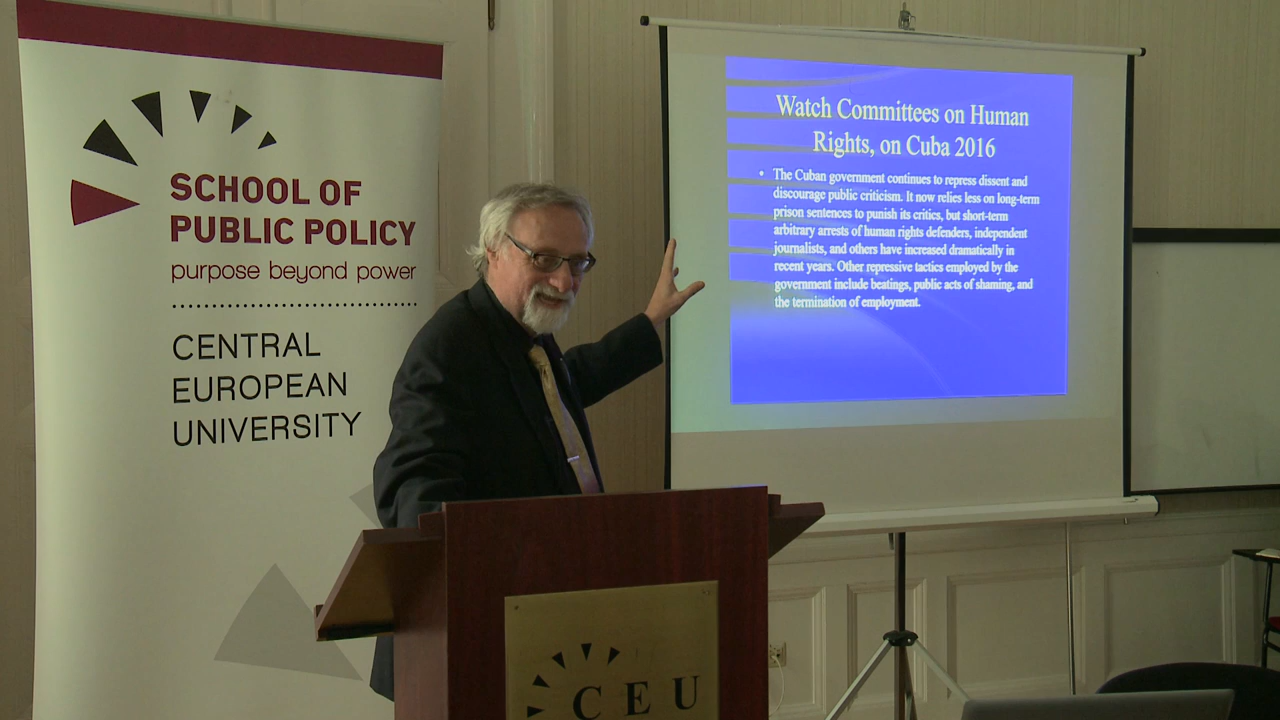 SCHOOL OF
PUBLIC POLICY
purpose beyond power
CENTRAL
EUROPEAN
UNIVERSITY
Watch Committees on Human
Rights, on Cuba 2016
• The Cuban government continues to repress dissent and
discourage public criticism. It now relies less on long-term
prison sentences to punish its critics, but short-term
arbitrary arrests of human rights defenders, independent
journalists, and others have increased dramatically in
recent years. Other repressive tactics employed by the
government include beatings, public acts of shaming, and
the termination of employment.
CEU